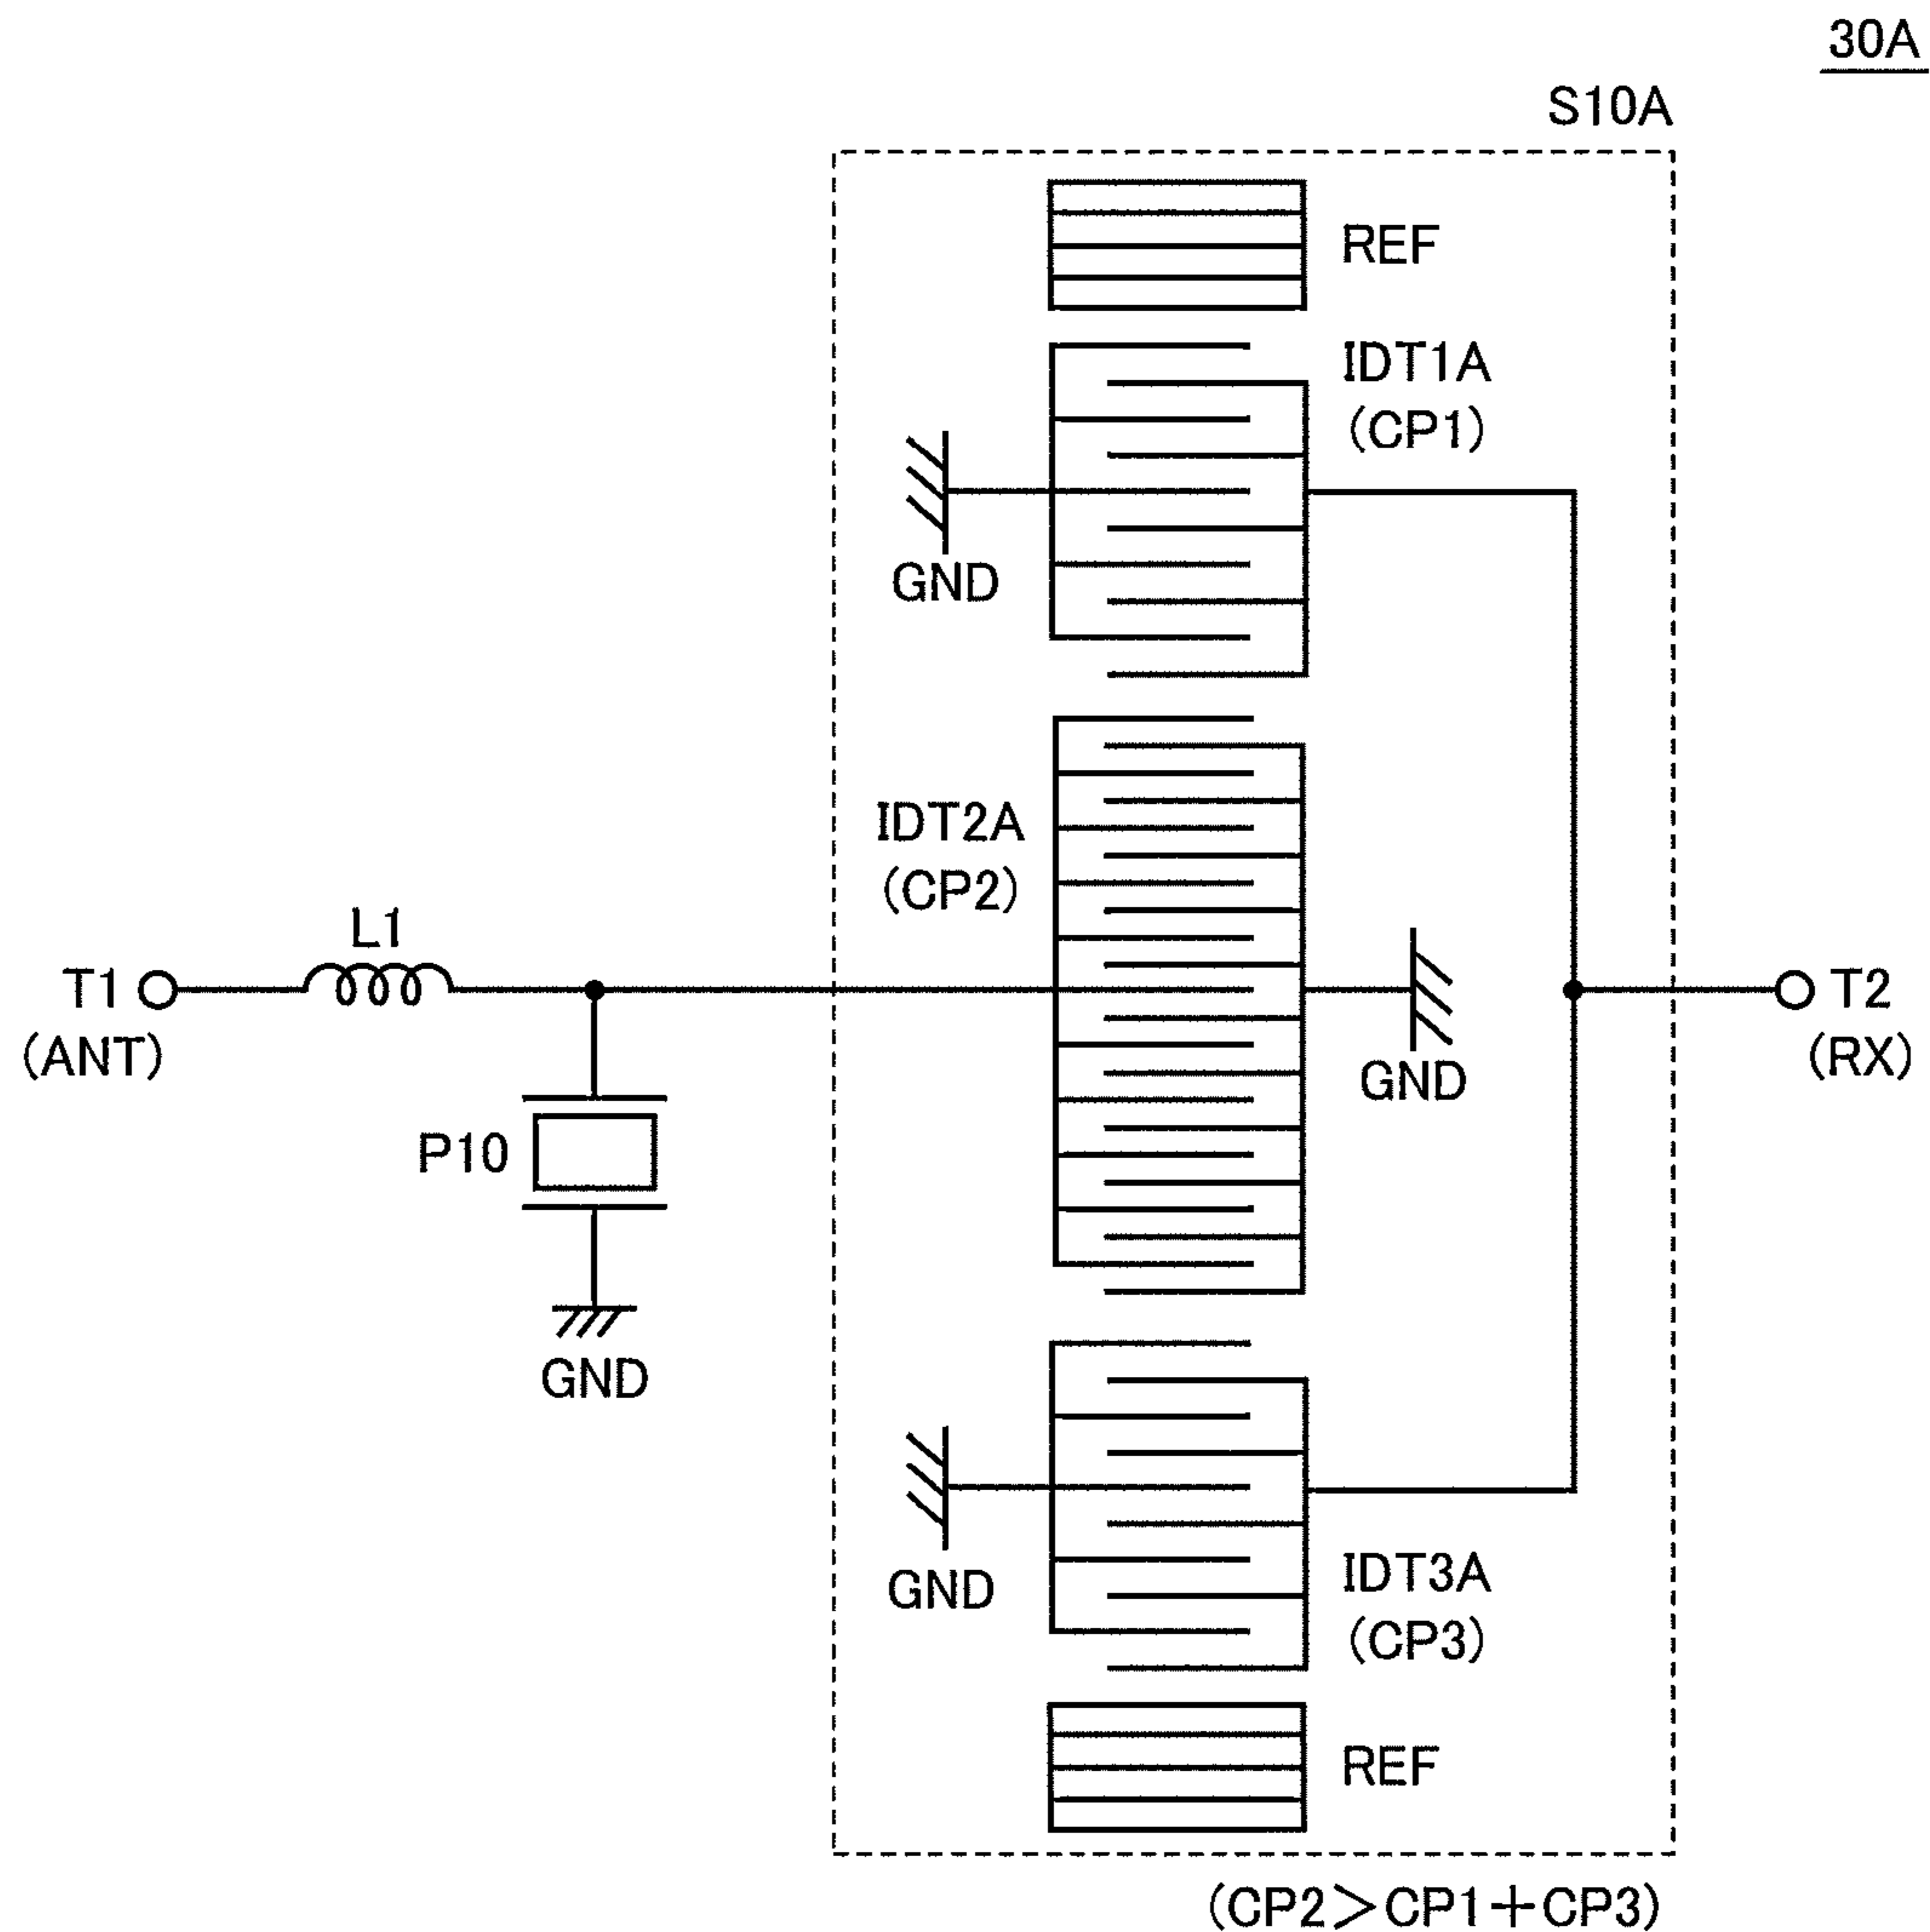 30A
S10A
REF
IDT1A
(CP1)
GND
IDT2A
(CP2)
L1
T1
(ANT)
T2
(RX)
GND
P10
GND
IDT3A
(CP3)
GND
REF
(CP2>CP1+CP3)